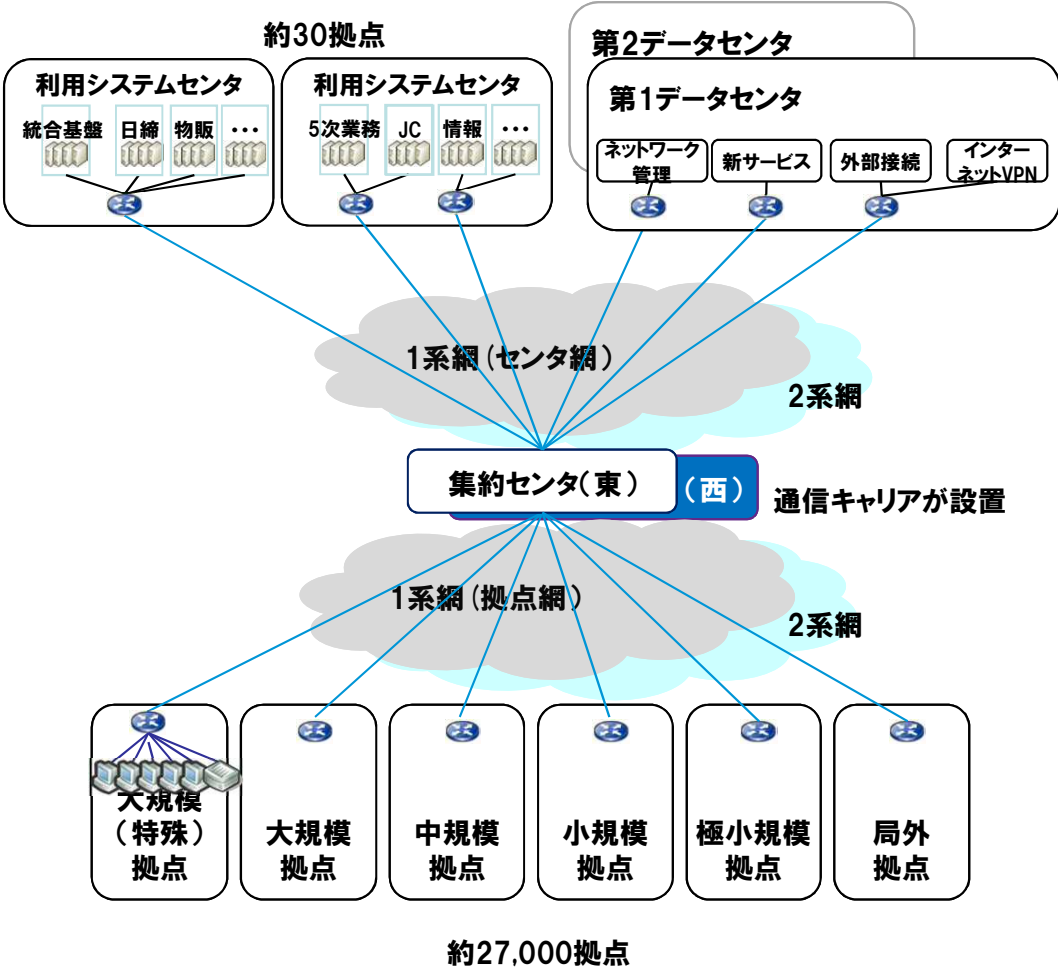 約30拠点
利用システムセンタ
統合基盤
日締
物販
…
利用システムセンタ
5次業務
JC
情報
…
第2データセンタ
第1データセンタ
ネットワーク
管理
新サービス
外部接続
インター
ネットVPN
1系網(センタ網)
2系網
集約センタ(東)
(西)
通信キャリアが設置
1系網(拠点網)
2系網
大規模
(特殊)
拠点
大規模
拠点
中規模
拠点
小規模
拠点
極小規模
拠点
局外
拠点
約27,000拠点